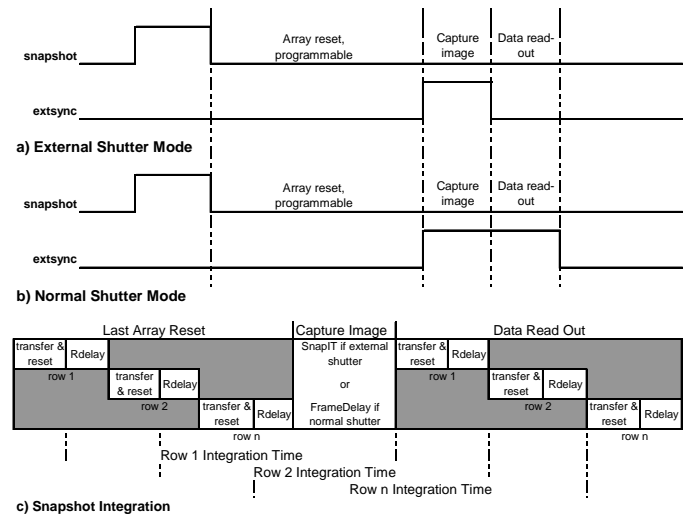 Array reset,
programmable
Capture
image
Data read-
out
snapshot
extsync
a) External Shutter Mode
Array reset,
programmable
Capture
image
Data read-
out
snapshot
extsync
b) Normal Shutter Mode
Last Array Reset
Capture Image
Data Read Out
transfer &
reset
Rdelay
row 1
transfer
& reset
Rdelay
row 2
transfer &
reset
Rdelay
row n
SnapIT if external
shutter
or
FrameDelay if
normal shutter
transfer &
reset
Rdelay
row 1
transfer &
reset
Rdelay
row 2
transfer &
reset
Rdelay
row n
Row 1 Integration Time
Row 2 Integration Time
Row n Integration Time
c) Snapshot Integration